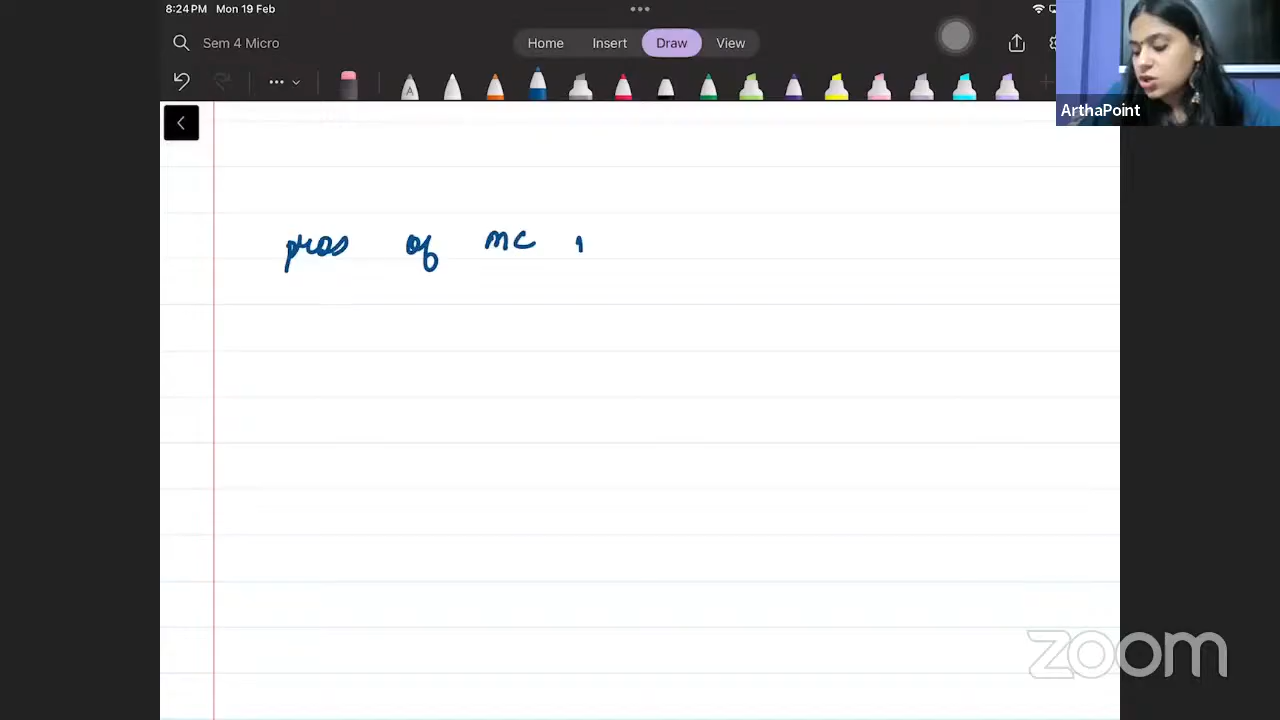 8:24 PM Mon 19 Feb
Sem 4 Micro
Home Insert Draw View
A
ArthaPoint
pros of MC
zoom